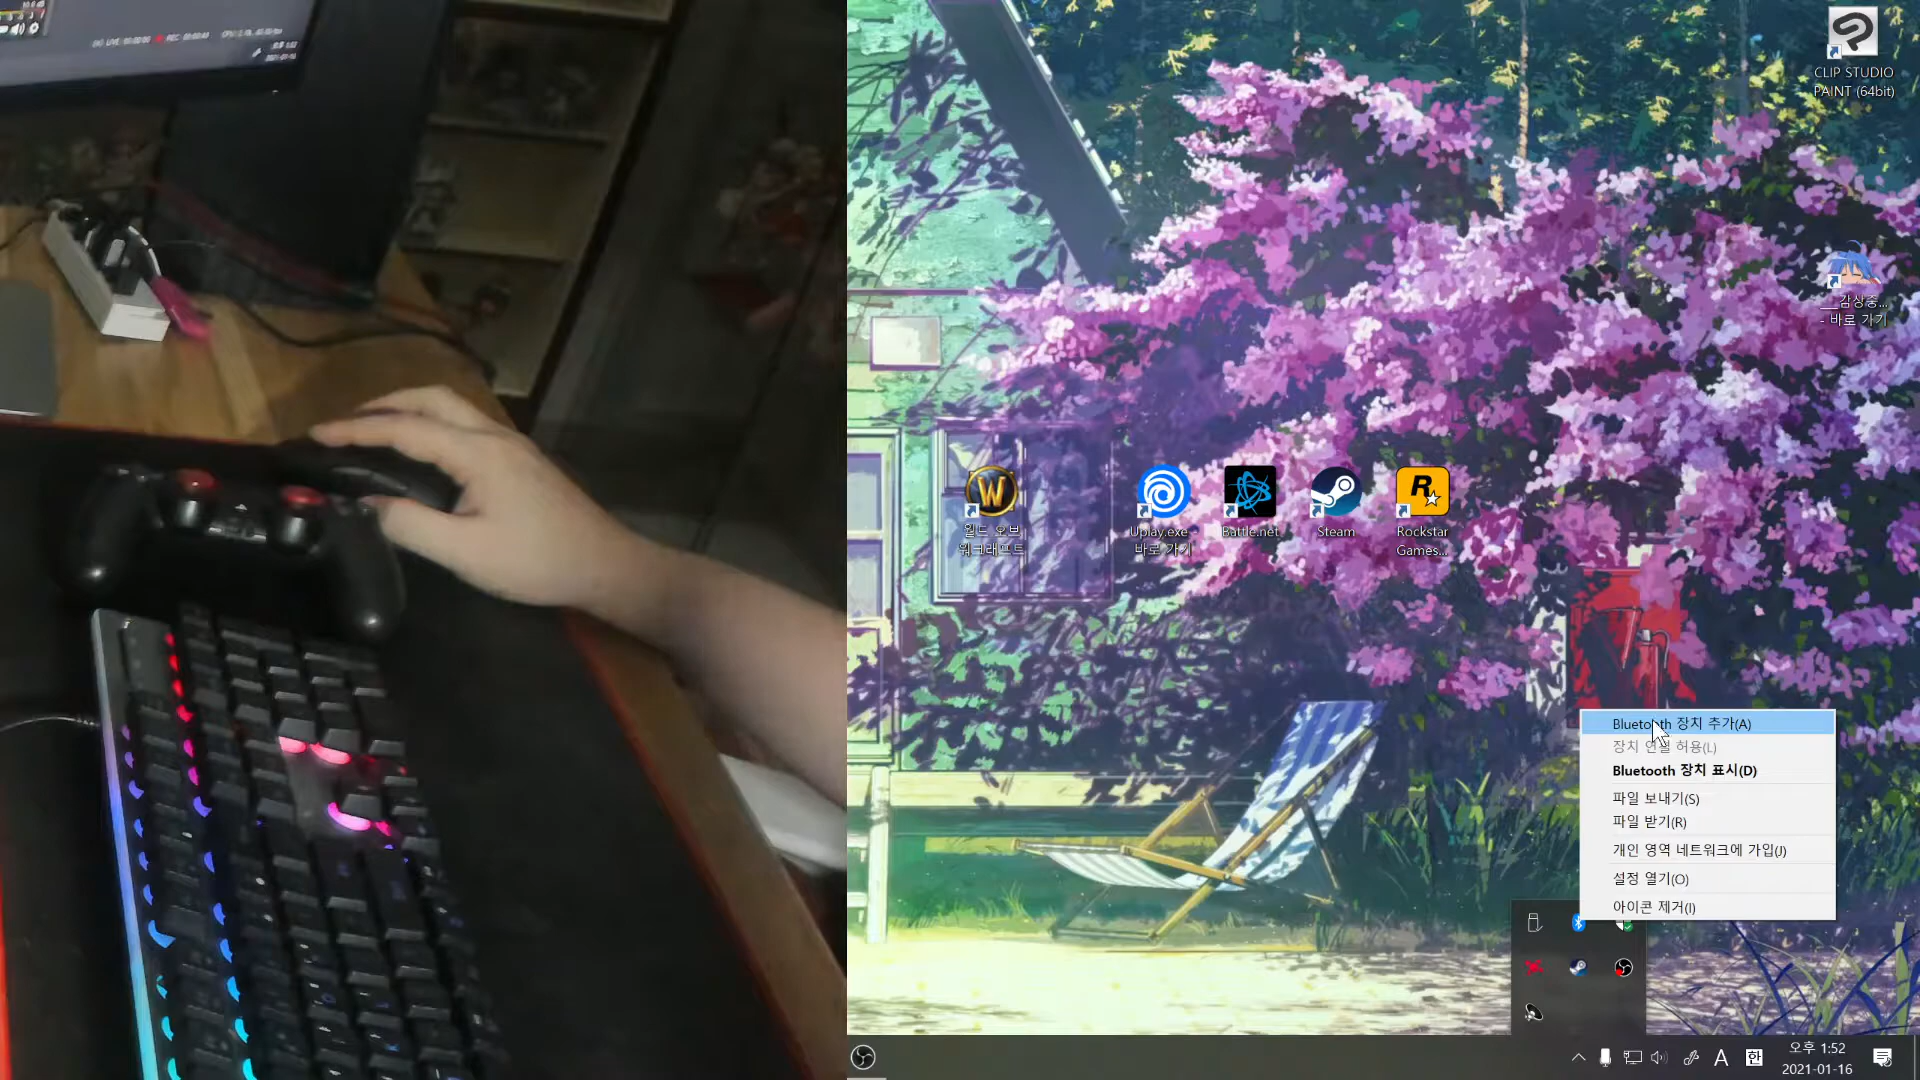 CLIP STUDIO
PAINT (64bit)
감상중...
- 바로 가기
월드 오브
워크래프트
Uplay.exe -
바로 가기
Battle.net
Steam
Rockstar
Games...
Bluetooth 장치 추가(A)
장치 연결 허용(L)
Bluetooth 장치 표시(D)
파일 보내기(S)
파일 받기(R)
개인 영역 네트워크에 가입(J)
설정 열기(O)
아이콘 제거(I)
A
한
오후 1:52
2021-01-16